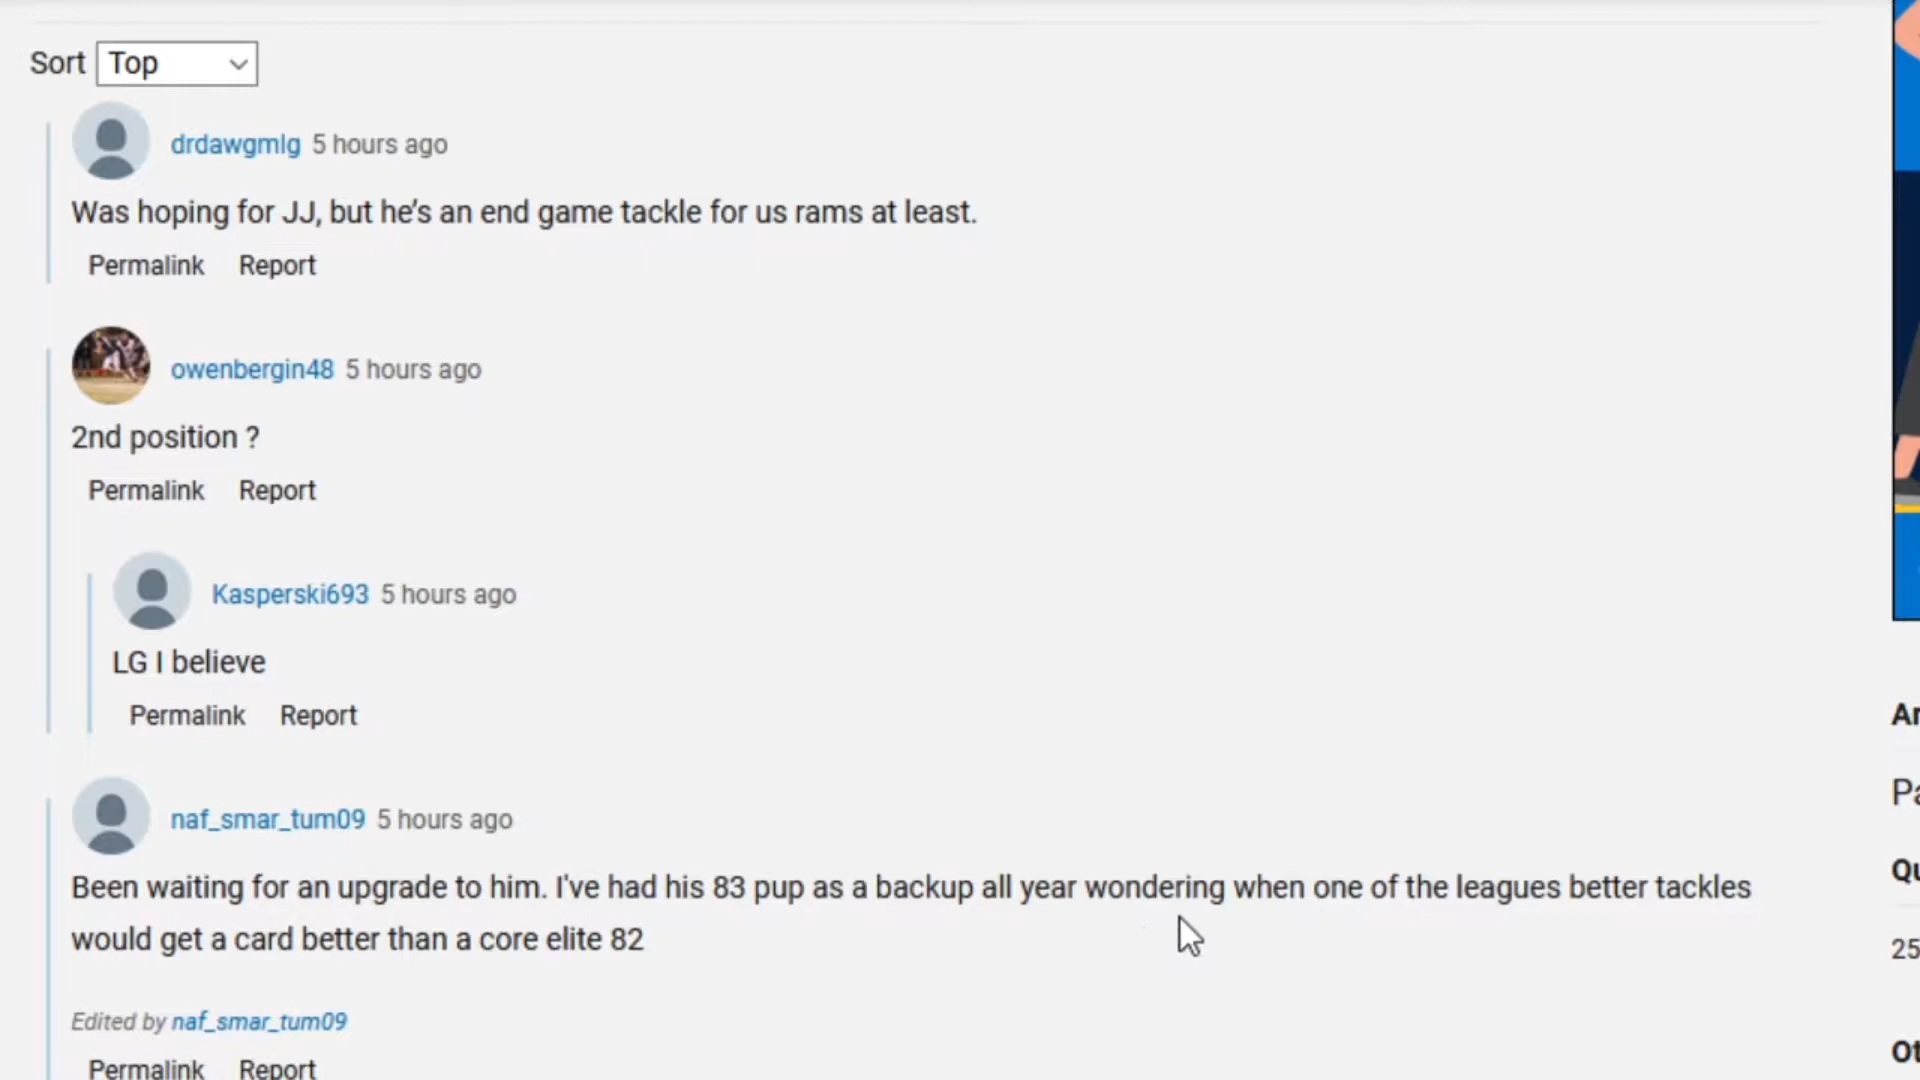 Sort Top
drdawgmlg 5 hours ago
Was hoping for JJ, but he’s an end game tackle for us rams at least.
Permalink Report
owenbergin48 5 hours ago
2nd position ?
Permalink Report
Kasperski693 5 hours ago
LG I believe
Permalink Report
naf_smar_tum09 5 hours ago
Been waiting for an upgrade to him. I've had his 83 pup as a backup all year wondering when one of the leagues better tackles
would get a card better than a core elite 82
Edited by naf_smar_tum09
Permalink Report
25